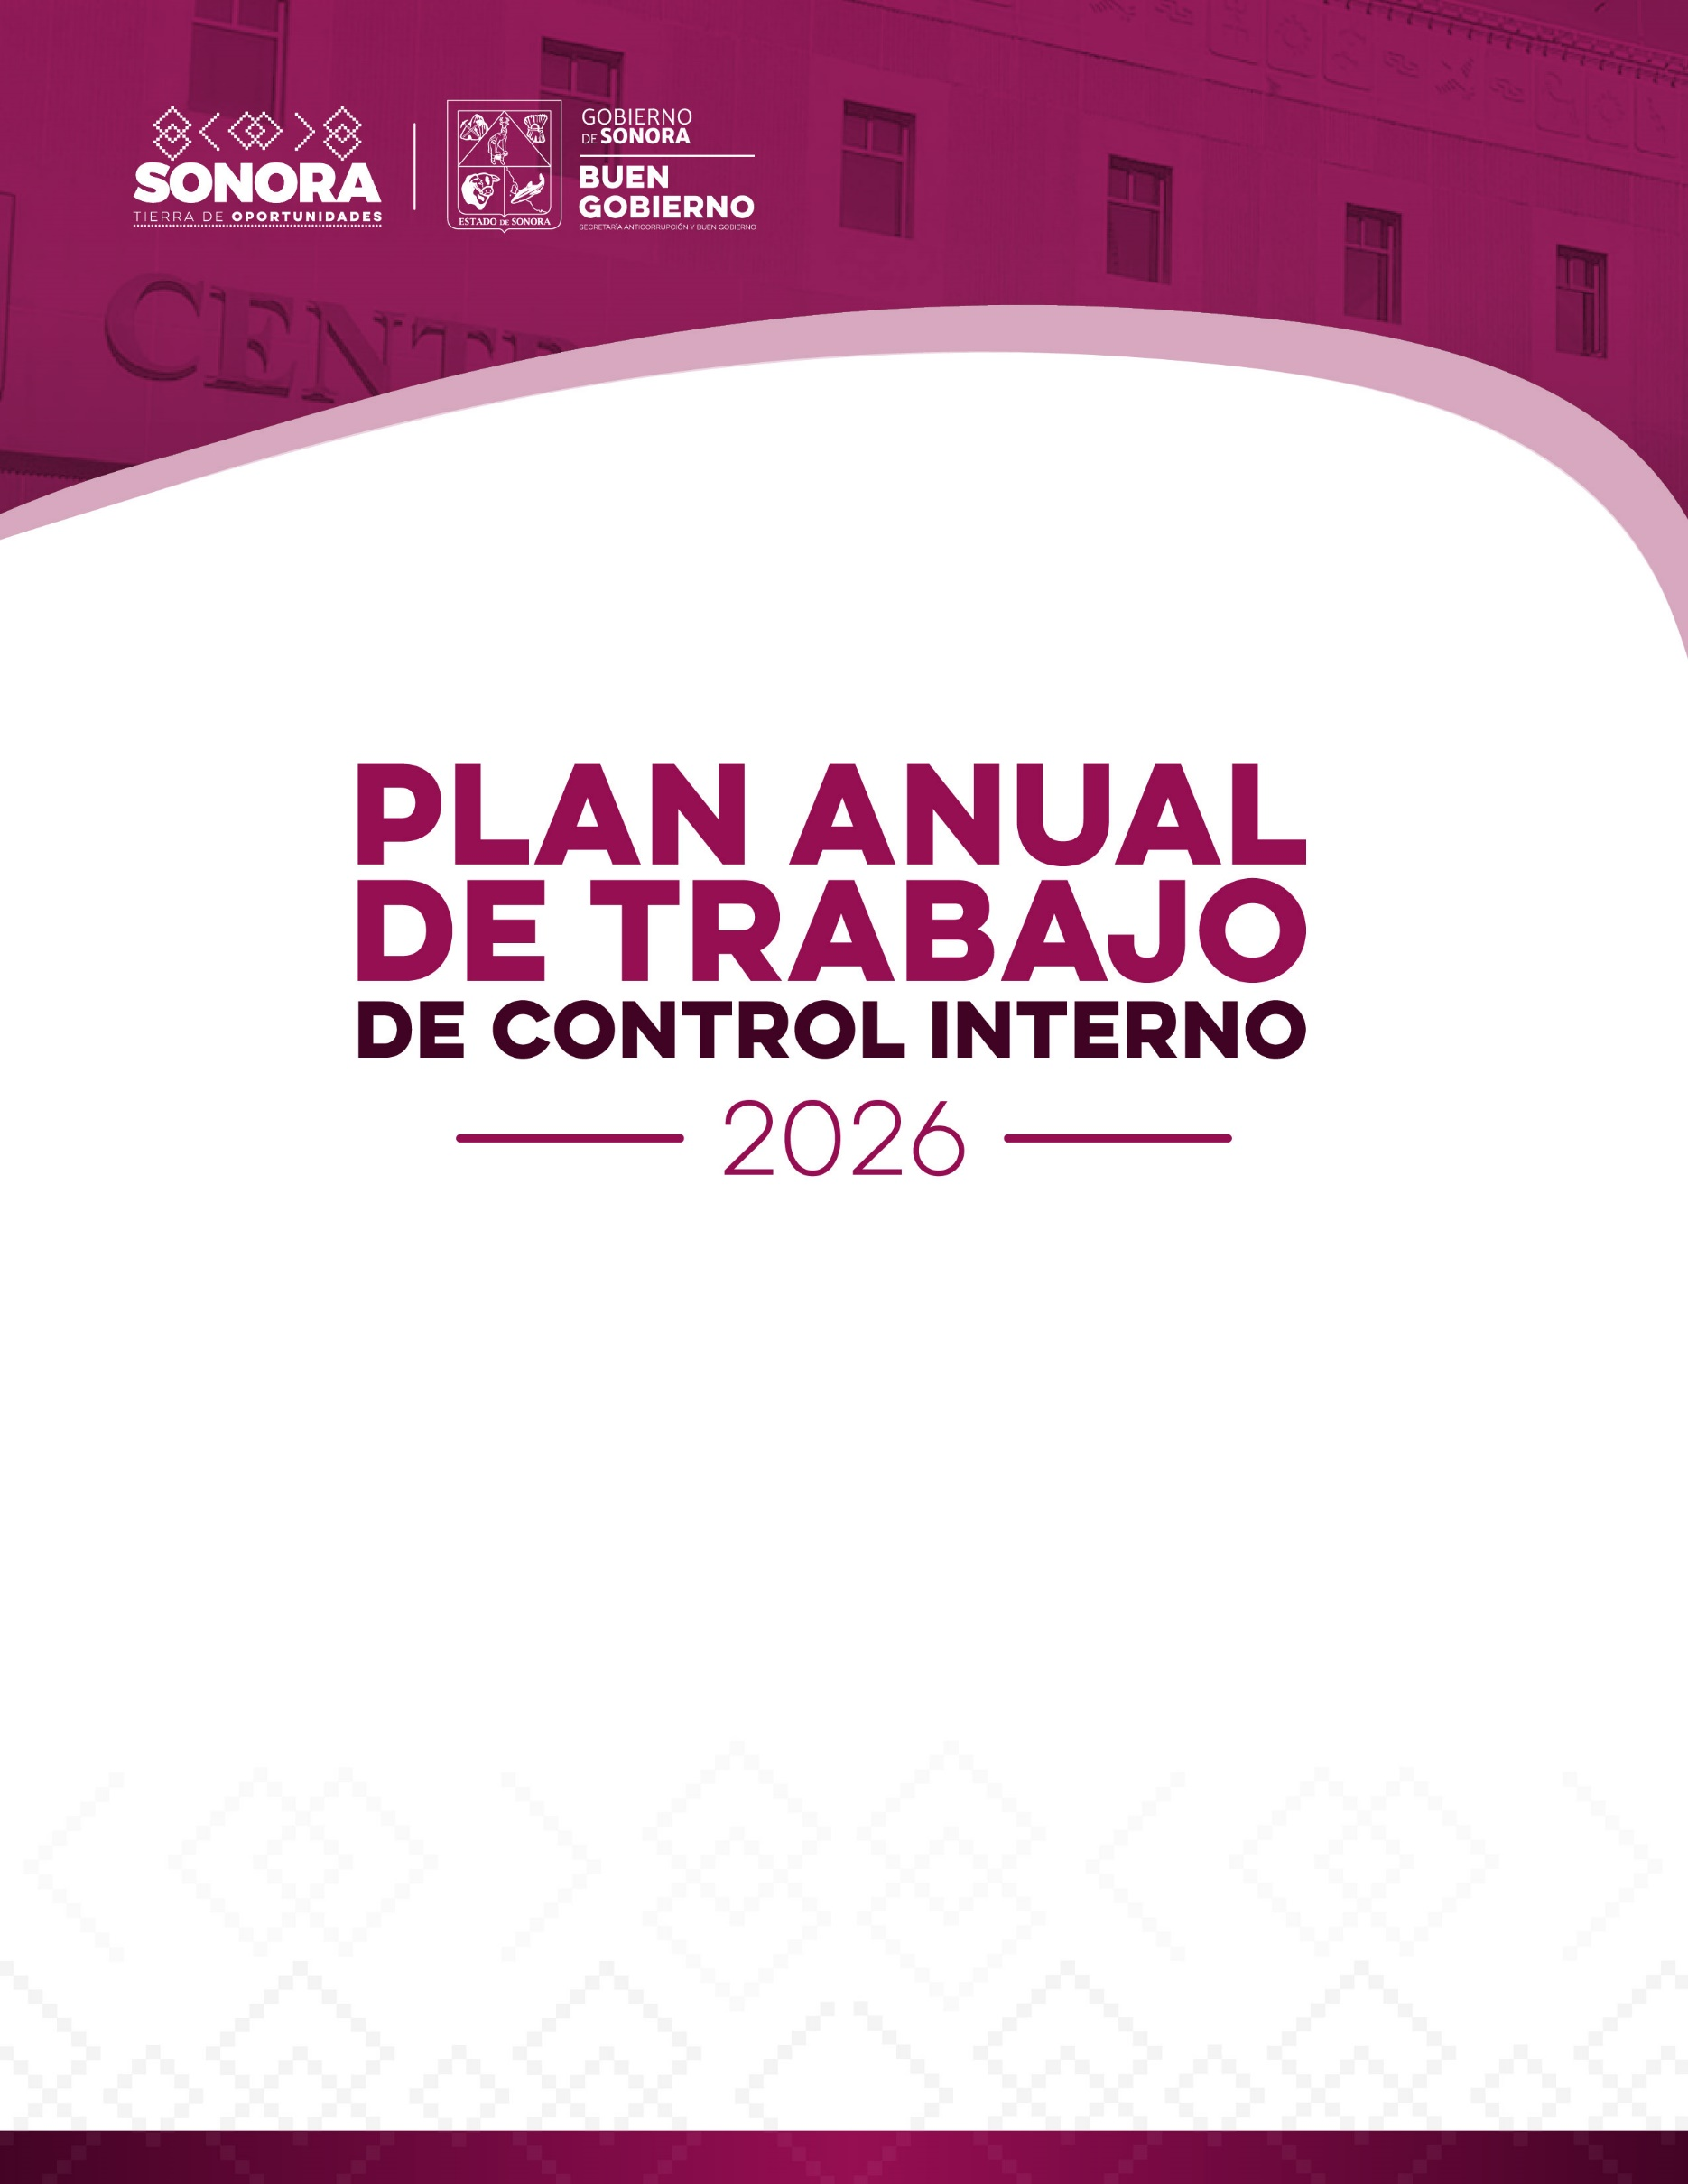 SONORA
TIERRA DE OPORTUNIDADES
ESTADO DE SONORA
GOBIERNO
DE SONORA
BUEN
GOBIERNO
SECRETARÍA ANTICORRUPCIÓN Y BUEN GOBIERNO
CENT
PLAN ANUAL
DE TRABAJO
DE CONTROL INTERNO
2026